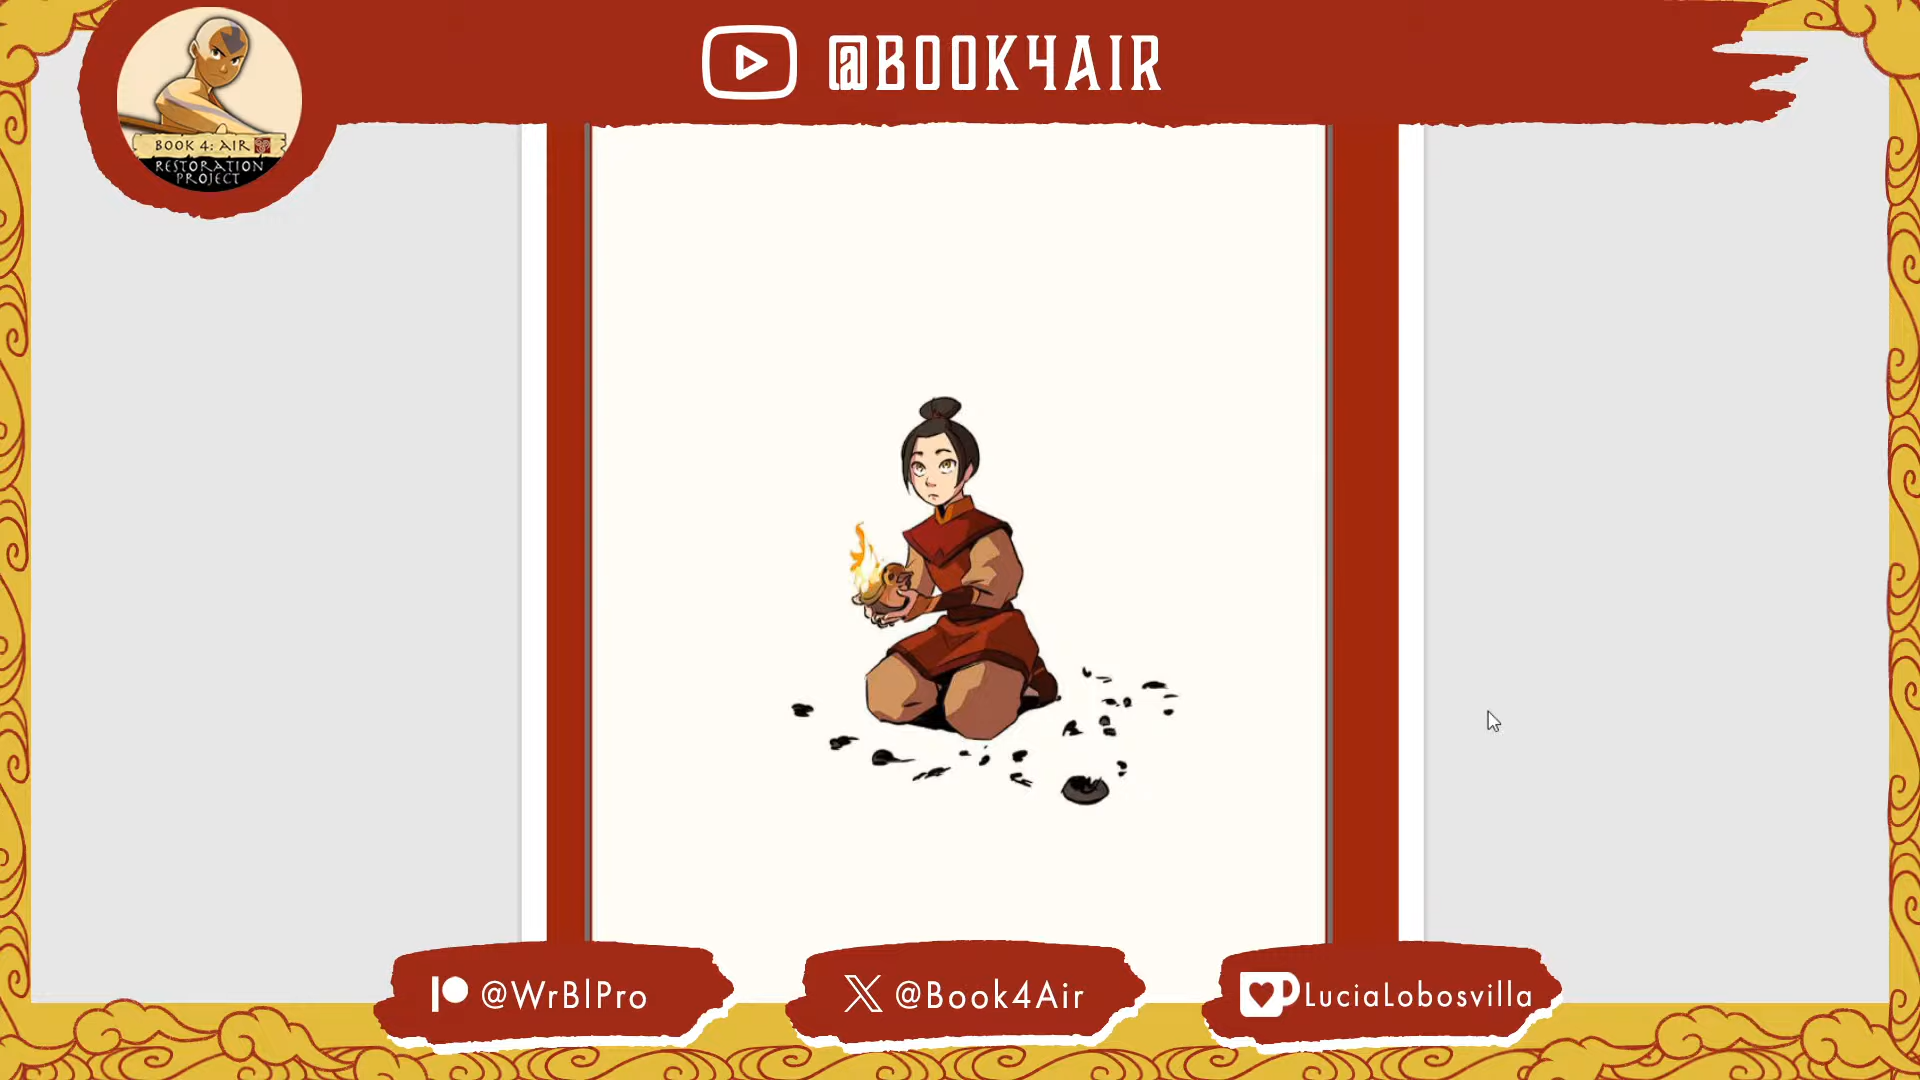 @BOOK4AIR
BOOK 4: AIR
RESTORATION
PROJECT
@WrBlPro
@Book4Air
LuciaLobosvilla